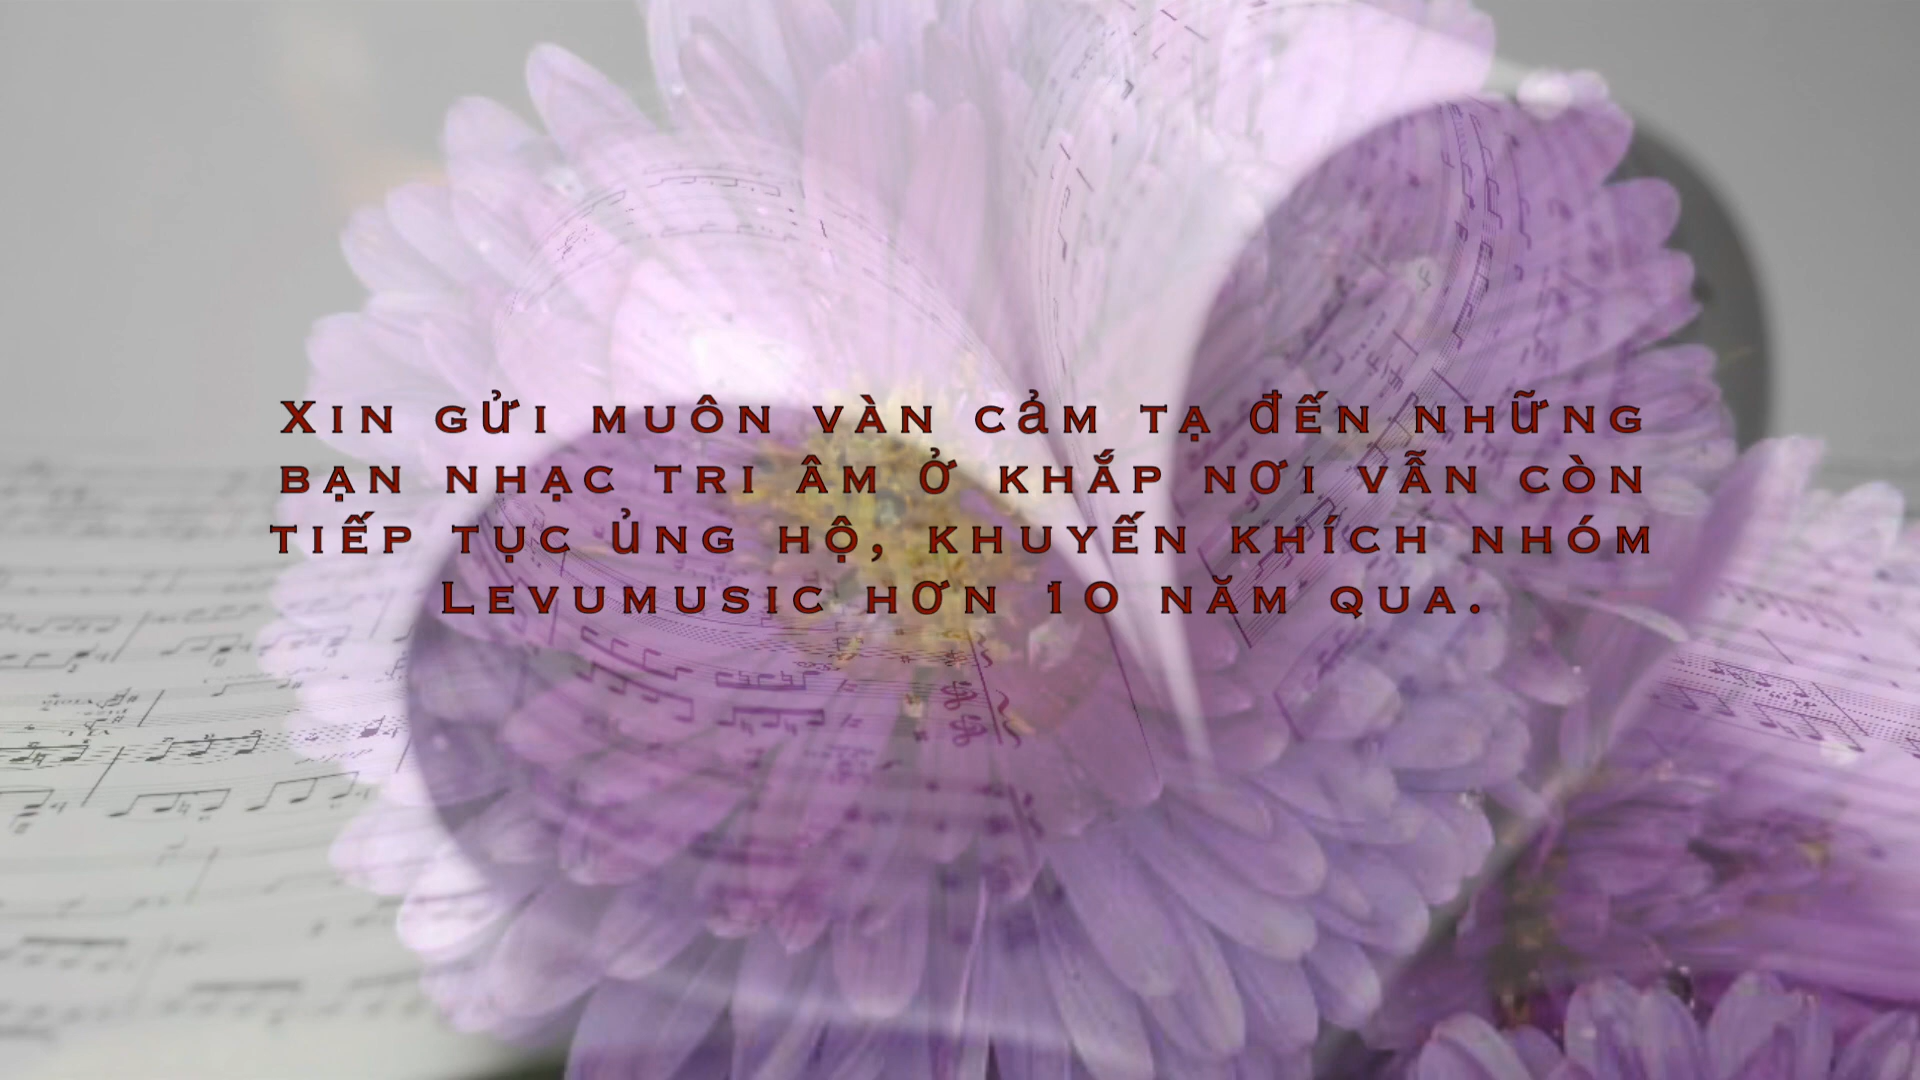 Xin gửi muôn vàn cảm tạ đến những
bạn nhạc tri âm ở khắp nơi vẫn còn
tiếp tục ủng hộ, khuyến khích nhóm
Levumusic hơn 10 năm qua.